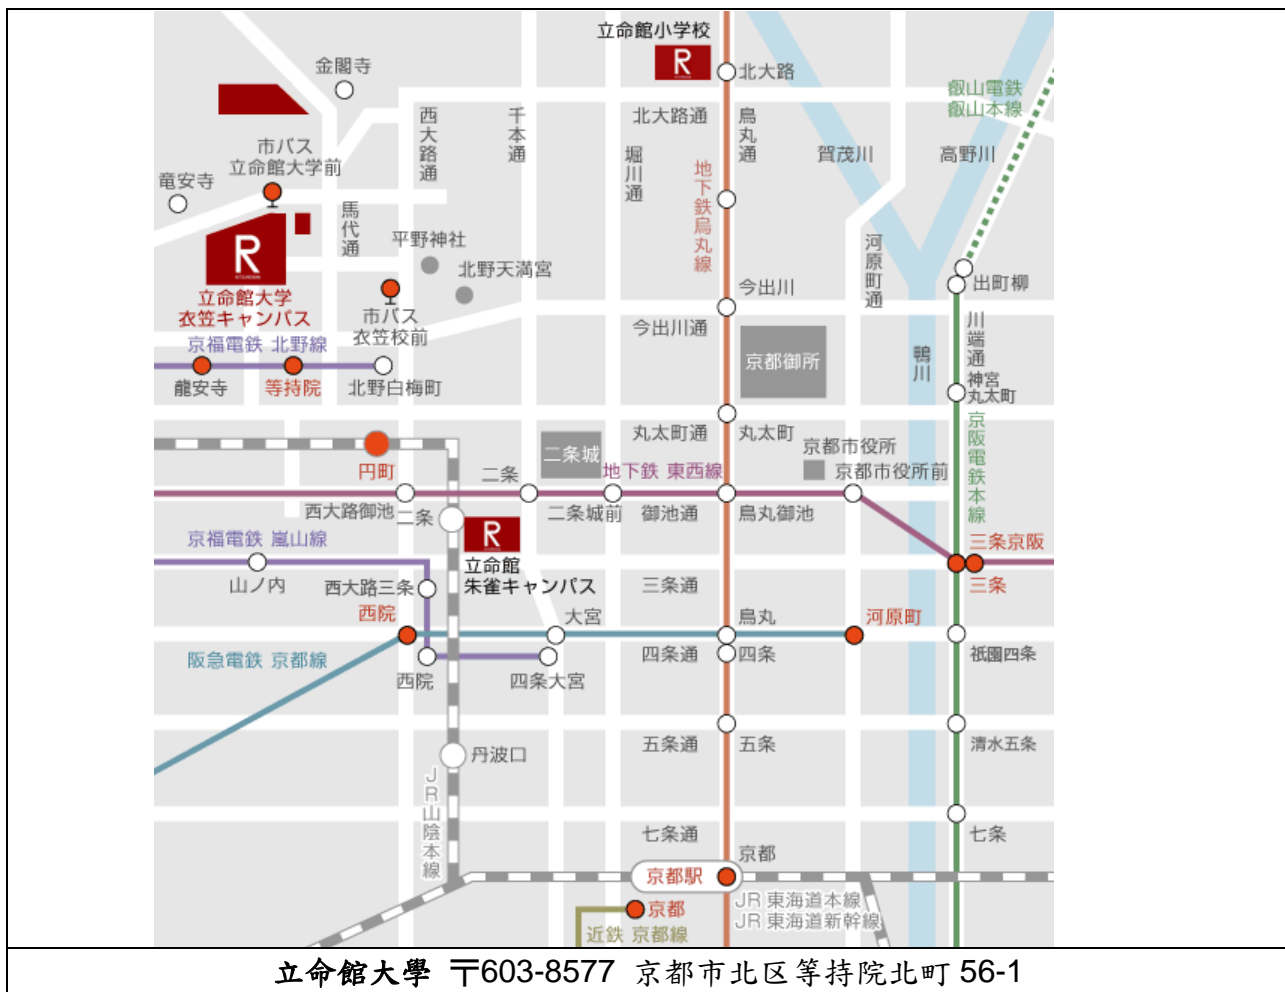 立命館小学校
R
北大路
金閣寺
叡山電鉄
叡山本線
北大路通
烏丸通
西大路通
千本通
堀川通
賀茂川
高野川
市バス
立命館大学前
竜安寺
地下鉄烏丸線
馬代通
平野神社
北野天満宮
河原町通
R
立命館大学
衣笠キャンパス
今出川
出町柳
市バス
衣笠校前
今出川通
川端通
京福電鉄 北野線
京都御所
鴨川
龍安寺
等持院
北野白梅町
神宮
丸太町
丸太町通
丸太町
京阪電鉄本線
京都市役所
円町
二条
二条城
地下鉄 東西線
京都市役所前
西大路御池
二条
二条城前
御池通
烏丸御池
R
京福電鉄 嵐山線
三条京阪
立命館
朱雀キャンパス
山ノ内
西大路三条
三条通
三条
西院
大宮
烏丸
河原町
阪急電鉄 京都線
四条通
四条
祇園四条
西院
四条大宮
五条通
五条
清水五条
丹波口
JR山陰本線
七条通
七条
京都
京都駅
JR 東海道本線
JR 東海道新幹線
京都
近鉄 京都線
立命館大學 〒603-8577 京都市北区等持院北町 56-1